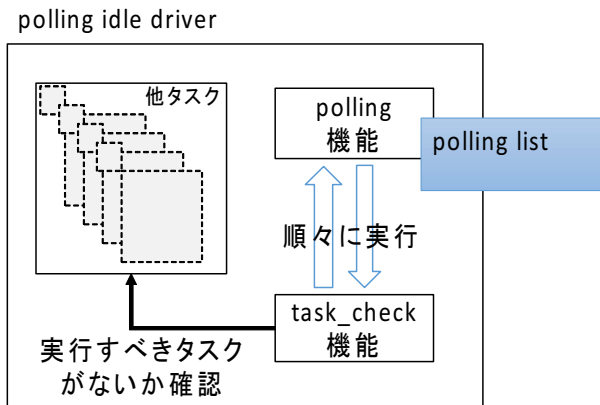 polling idle driver
他タスク
polling
機能
polling list
順々に実行
task_check
機能
実行すべきタスク
がないか確認